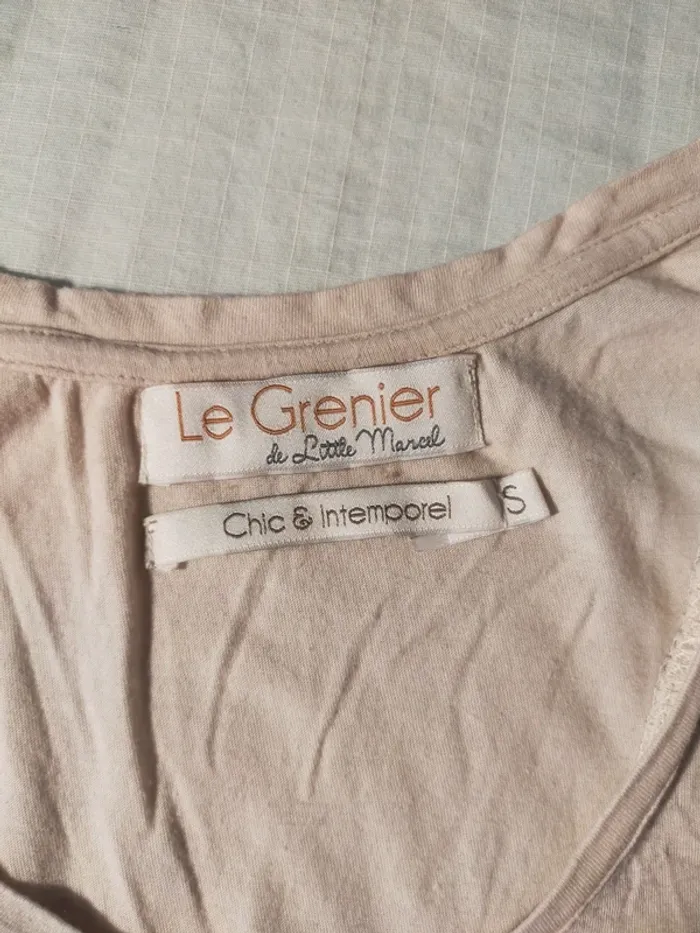 Le Grenier
de Little Marcel
Chic & Intemporel
S